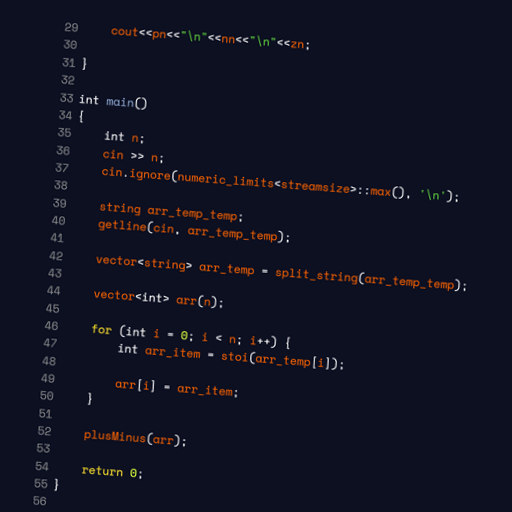 29 cout<<pn<<"\n"<<nn<<"\n"<<zn;
30
31 }
32
33 int main()
34 {
35 int n;
36 cin >> n;
37 cin.ignore(numeric_limits<streamsize>::max(), '\n');
38
39 string arr_temp_temp;
40 getline(cin, arr_temp_temp);
41
42 vector<string> arr_temp = split_string(arr_temp_temp);
43
44 vector<int> arr(n);
45
46 for (int i = 0; i < n; i++) {
47 int arr_item = stoi(arr_temp[i]);
48
49 arr[i] = arr_item;
50 }
51
52 plusMinus(arr);
53
54 return 0;
55 }
56